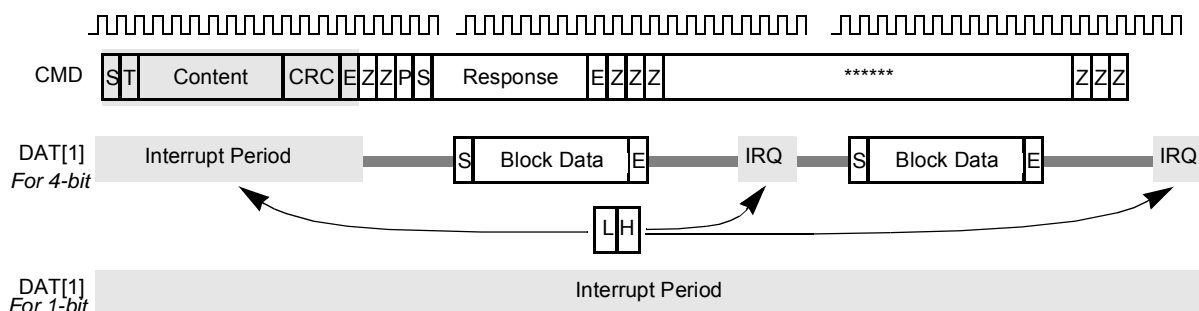 CMD S T Content CRC E Z Z P S Response E Z Z Z ****** Z Z Z
DAT[1] Interrupt Period S Block Data E IRQ S Block Data E IRQ
For 4-bit
L H
DAT[1] Interrupt Period
For 1-bit